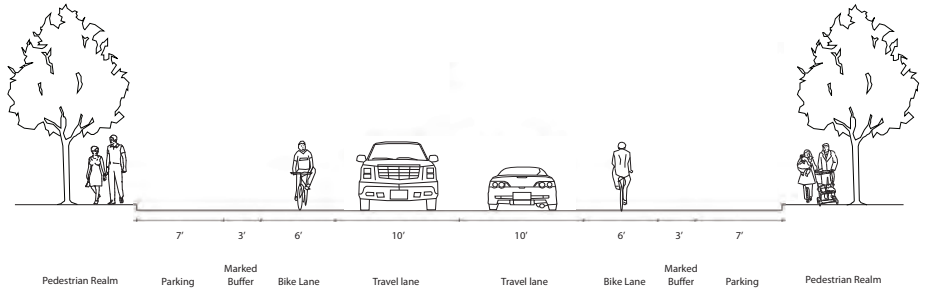 7’ 3’ 6’ 10’ 10’ 6’ 3’ 7’
Pedestrian Realm
Parking
Marked
Buffer
Bike Lane
Travel lane
Travel lane
Bike Lane
Marked
Buffer
Parking
Pedestrian Realm